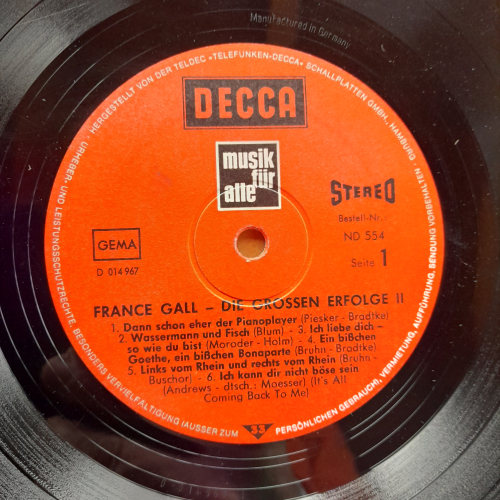 Manufactured in Germany
HERGESTELLT VON DER TELDEC »TELEFUNKEN-DECCA« SCHALLPLATTEN GMBH, HAMBURG
URHEBER- UND LEISTUNGSSCHUTZRECHTE, BESONDERS VERVIELFÄLTIGUNG (AUSSER ZUM
PERSÖNLICHEN GEBRAUCH), VERMIETUNG, AUFFÜHRUNG, SENDUNG VORBEHALTEN
DECCA
musik
für
alle
STEREO
Bestell-Nr.
ND 554
Seite 1
GEMA
D 014 967
FRANCE GALL – DIE GROSSEN ERFOLGE II
1. Dann schon eher der Pianoplayer (Piesker - Bradtke)
2. Wassermann und Fisch (Blum) - 3. Ich liebe dich –
so wie du bist (Moroder - Holm) - 4. Ein bißchen
Goethe, ein bißchen Bonaparte (Bruhn - Bradtke)
5. Links vom Rhein und rechts vom Rhein (Bruhn -
Buschor) - 6. Ich kann dir nicht böse sein
(Andrews - dtsch.: Moesser) (It's All
Coming Back To Me)
33